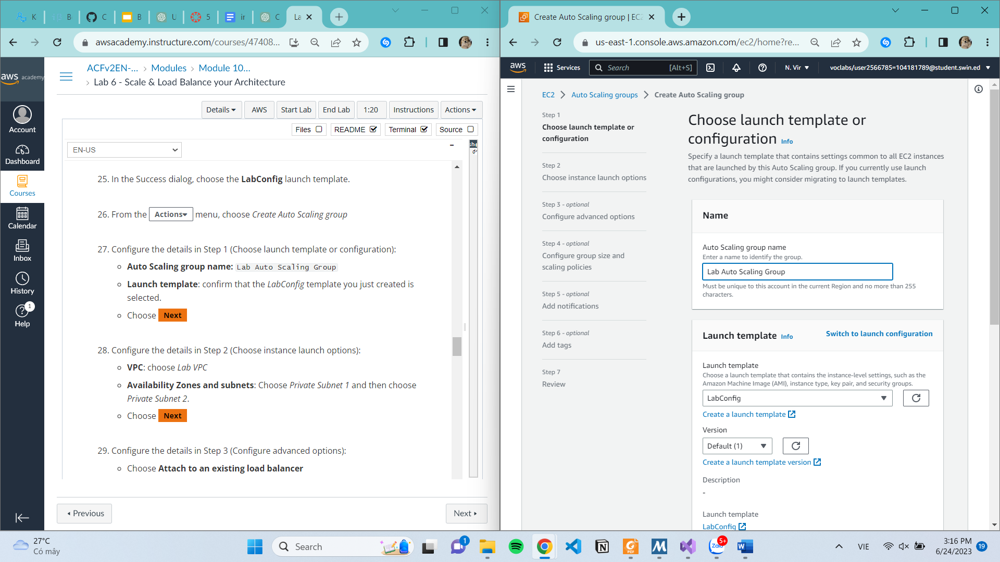 K
B
C
B
U
5
ir
C
La
awsacademy.instructure.com/courses/47408...
aws academy
Account
Dashboard
Courses
Calendar
Inbox
History
1
Help
ACFv2EN-... > Modules > Module 10...
> Lab 6 - Scale & Load Balance your Architecture
Details AWS Start Lab End Lab 1:20 Instructions Actions
Files README Terminal Source
EN-US
25. In the Success dialog, choose the LabConfig launch template.
26. From the Actions menu, choose Create Auto Scaling group
27. Configure the details in Step 1 (Choose launch template or configuration):
Auto Scaling group name: Lab Auto Scaling Group
Launch template: confirm that the LabConfig template you just created is
selected.
Choose Next
28. Configure the details in Step 2 (Choose instance launch options):
VPC: choose Lab VPC
Availability Zones and subnets: Choose Private Subnet 1 and then choose
Private Subnet 2.
Choose Next
29. Configure the details in Step 3 (Configure advanced options):
Choose Attach to an existing load balancer
Previous
Next
Create Auto Scaling group | EC2
us-east-1.console.aws.amazon.com/ec2/home?re...
aws Services Search [Alt+S] N. Vir voclabs/user2566785=104181789@student.swin.ed
EC2 > Auto Scaling groups > Create Auto Scaling group
Step 1
Choose launch template or
configuration
Step 2
Choose instance launch options
Step 3 - optional
Configure advanced options
Step 4 - optional
Configure group size and
scaling policies
Step 5 - optional
Add notifications
Step 6 - optional
Add tags
Step 7
Review
Choose launch template or
configuration Info
Specify a launch template that contains settings common to all EC2 instances
that are launched by this Auto Scaling group. If you currently use launch
configurations, you might consider migrating to launch templates.
Name
Auto Scaling group name
Enter a name to identify the group.
Lab Auto Scaling Group
Must be unique to this account in the current Region and no more than 255
characters.
Launch template Info
Switch to launch configuration
Launch template
Choose a launch template that contains the instance-level settings, such as the
Amazon Machine Image (AMI), instance type, key pair, and security groups.
LabConfig
Create a launch template
Version
Default (1)
Create a launch template version
Description
-
Launch template
LabConfig
27°C
Có mây
Search
1
5+
Zalo
VIE
3:16 PM
6/24/2023
19